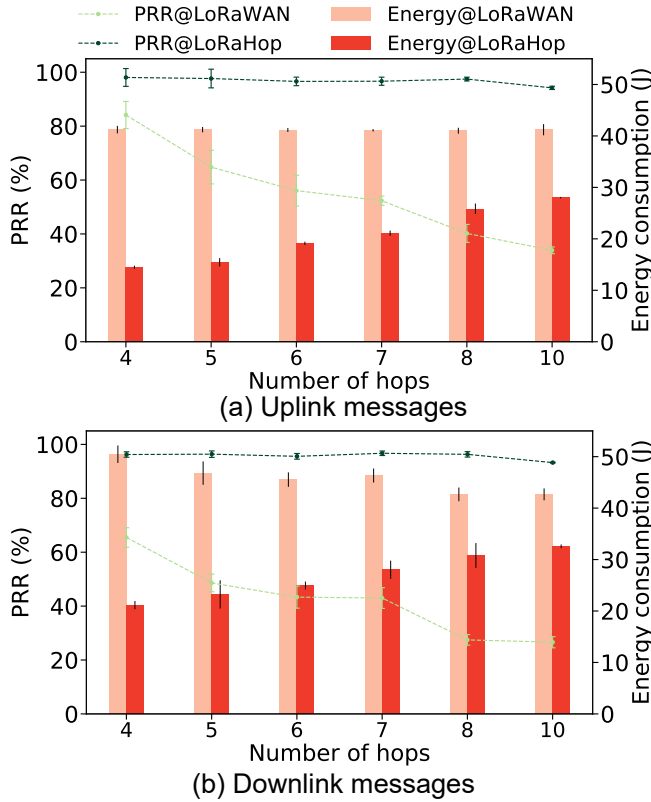 PRR@LoRaWAN Energy@LoRaWAN
PRR@LoRaHop Energy@LoRaHop
100
80
60
40
20
0
PRR (%)
50
40
30
20
10
0
Energy consumption (J)
4 5 6 7 8 10
Number of hops
(a) Uplink messages
100
80
60
40
20
0
PRR (%)
50
40
30
20
10
0
Energy consumption (J)
4 5 6 7 8 10
Number of hops
(b) Downlink messages